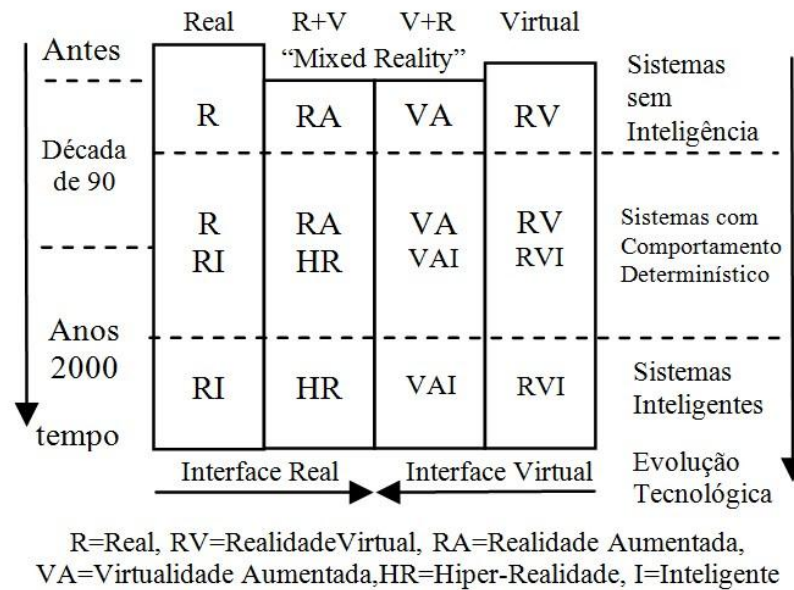 Real R+V V+R Virtual
Antes “Mixed Reality” Sistemas
sem
Inteligência
R RA VA RV
Década
de 90
R RA VA RV
RI HR VAI RVI
Sistemas com
Comportamento
Determinístico
Anos
2000
RI HR VAI RVI
Sistemas
Inteligentes
tempo
Interface Real Interface Virtual
Evolução
Tecnológica
R=Real, RV=RealidadeVirtual, RA=Realidade Aumentada,
VA=Virtualidade Aumentada,HR=Hiper-Realidade, I=Inteligente